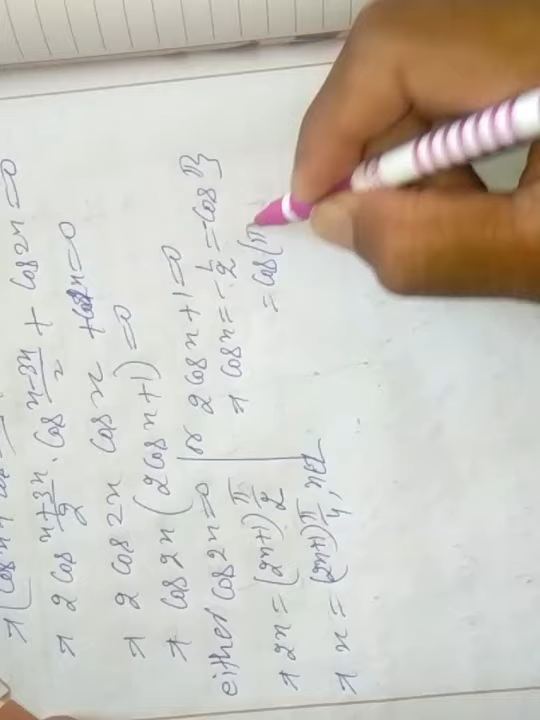 ⇒ (cos x + cos
⇒ 2 cos x+3x/2 . cos x-3x/2 + cos 2x = 0
⇒ 2 cos 2x cos x + cos 2x = 0
⇒ cos 2x (2 cos x + 1) = 0
either cos 2x = 0 | or 2 cos x + 1 = 0
⇒ 2x = (2n+1) π/2 | ⇒ cos x = - 1/2 = - cos π/3
= cos (π
⇒ x = (2n+1) π/4 , n∈Z